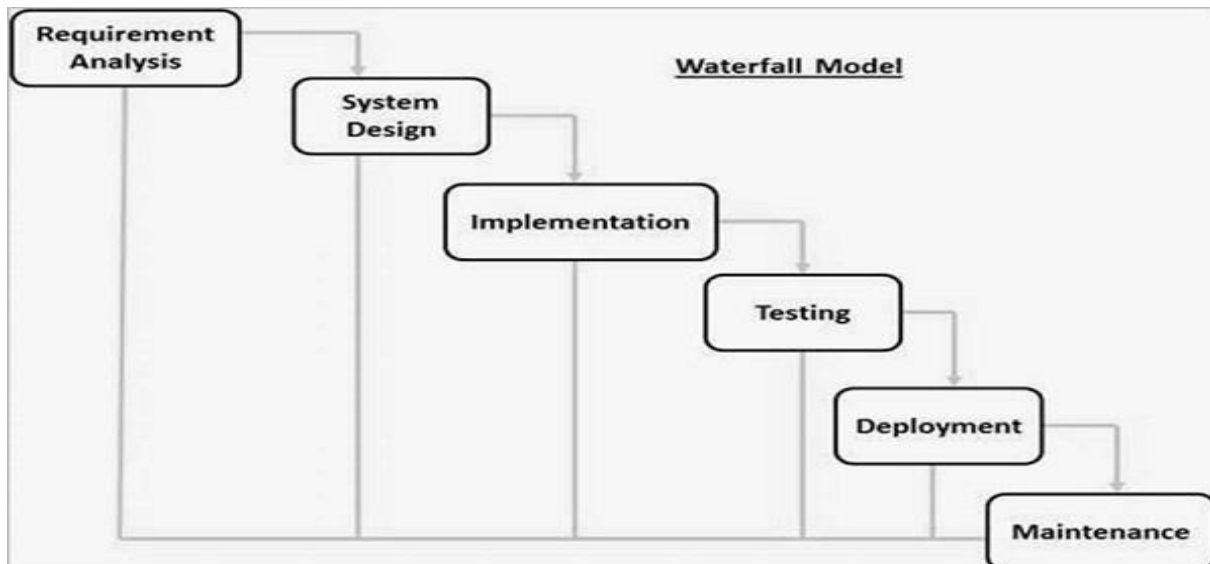 Requirement
Analysis
Waterfall Model
System
Design
Implementation
Testing
Deployment
Maintenance